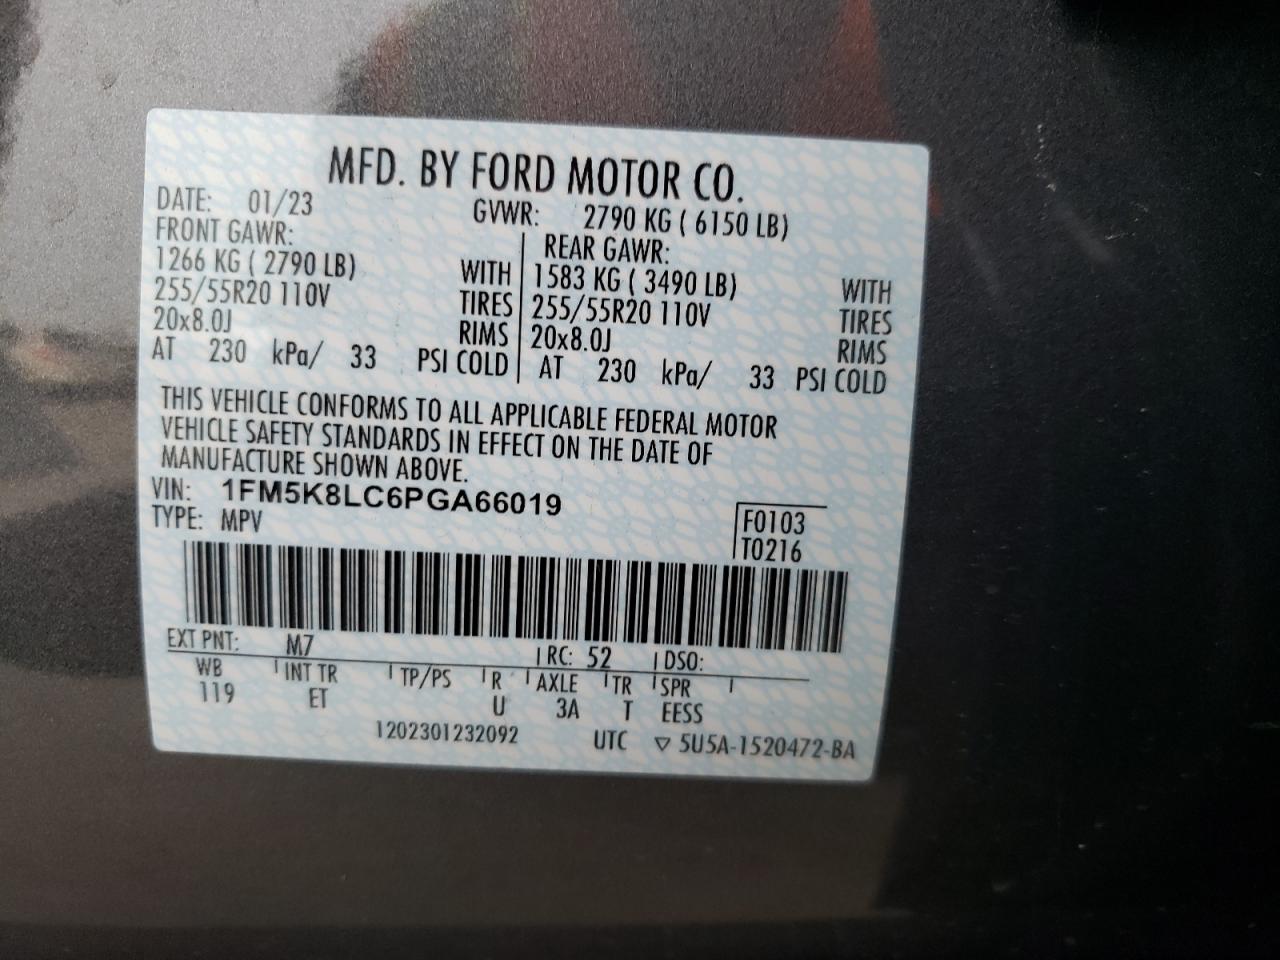 MFD. BY FORD MOTOR CO.
DATE: 01/23 GVWR: 2790 KG ( 6150 LB)
FRONT GAWR: REAR GAWR:
1266 KG ( 2790 LB) WITH 1583 KG ( 3490 LB) WITH
255/55R20 110V TIRES 255/55R20 110V TIRES
20x8.0J RIMS 20x8.0J RIMS
AT 230 kPa/ 33 PSI COLD AT 230 kPa/ 33 PSI COLD
THIS VEHICLE CONFORMS TO ALL APPLICABLE FEDERAL MOTOR
VEHICLE SAFETY STANDARDS IN EFFECT ON THE DATE OF
MANUFACTURE SHOWN ABOVE.
VIN: 1FM5K8LC6PGA66019
TYPE: MPV
F0103
T0216
EXT PNT: M7 RC: 52 DSO:
WB INT TR TP/PS R AXLE TR SPR
119 ET U 3A T EESS
1202301232092 UTC ▽ 5U5A-1520472-BA